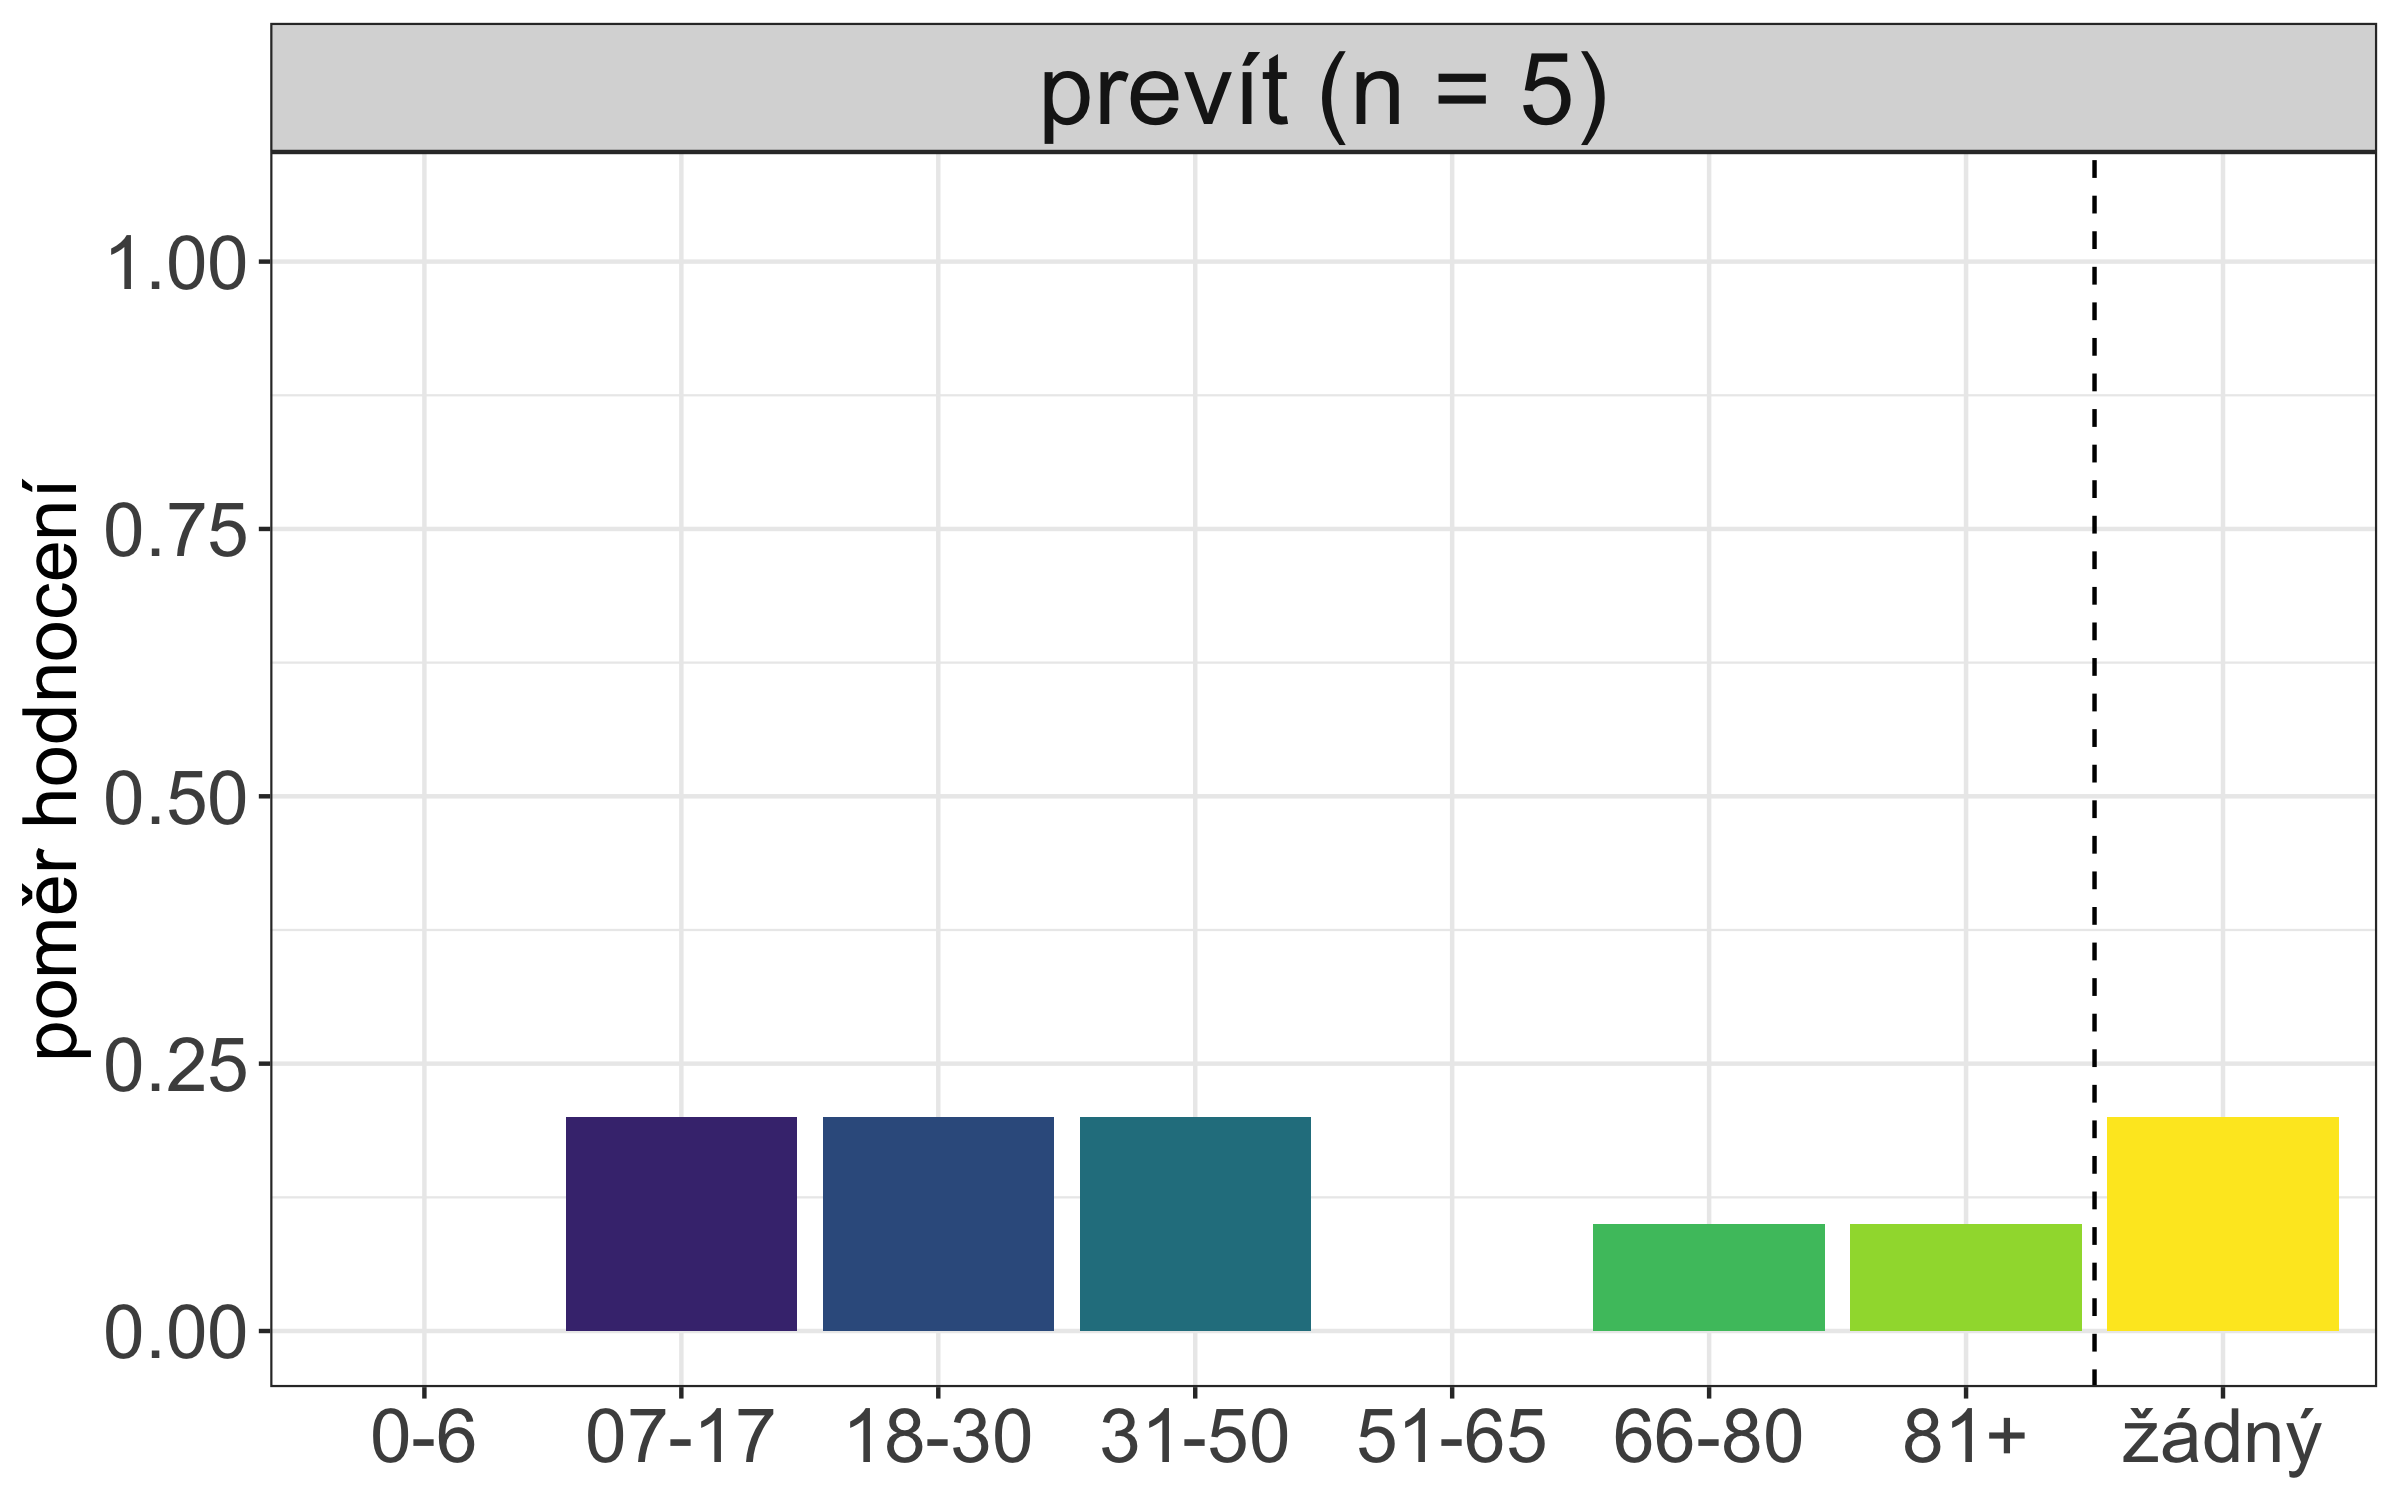 prevít (n = 5)
poměr hodnocení
1.00
0.75
0.50
0.25
0.00
0-6 07-17 18-30 31-50 51-65 66-80 81+ žádný